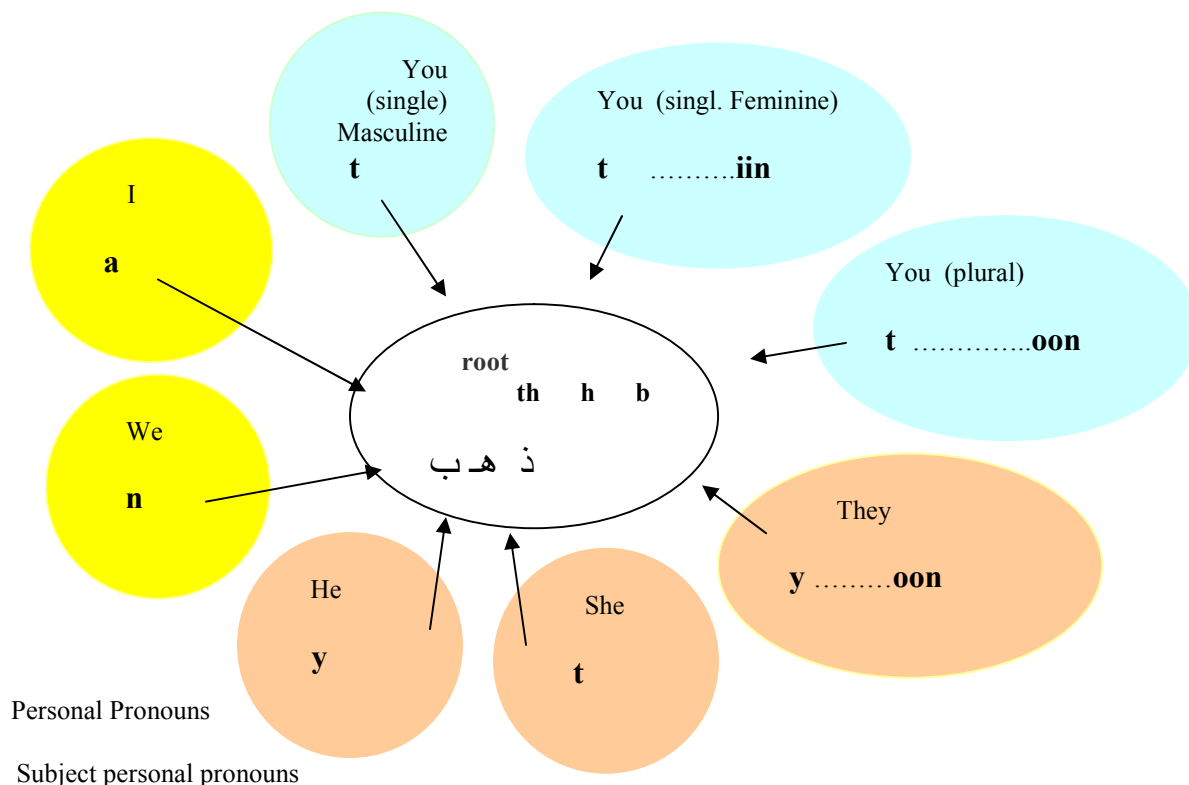 You
(single)
Masculine
t
You (singl. Feminine)
t ……….iin
I
a
You (plural)
t …………..oon
root
th h b
ذ هـ ب
We
n
They
y ………oon
He
y
She
t
Personal Pronouns
Subject personal pronouns